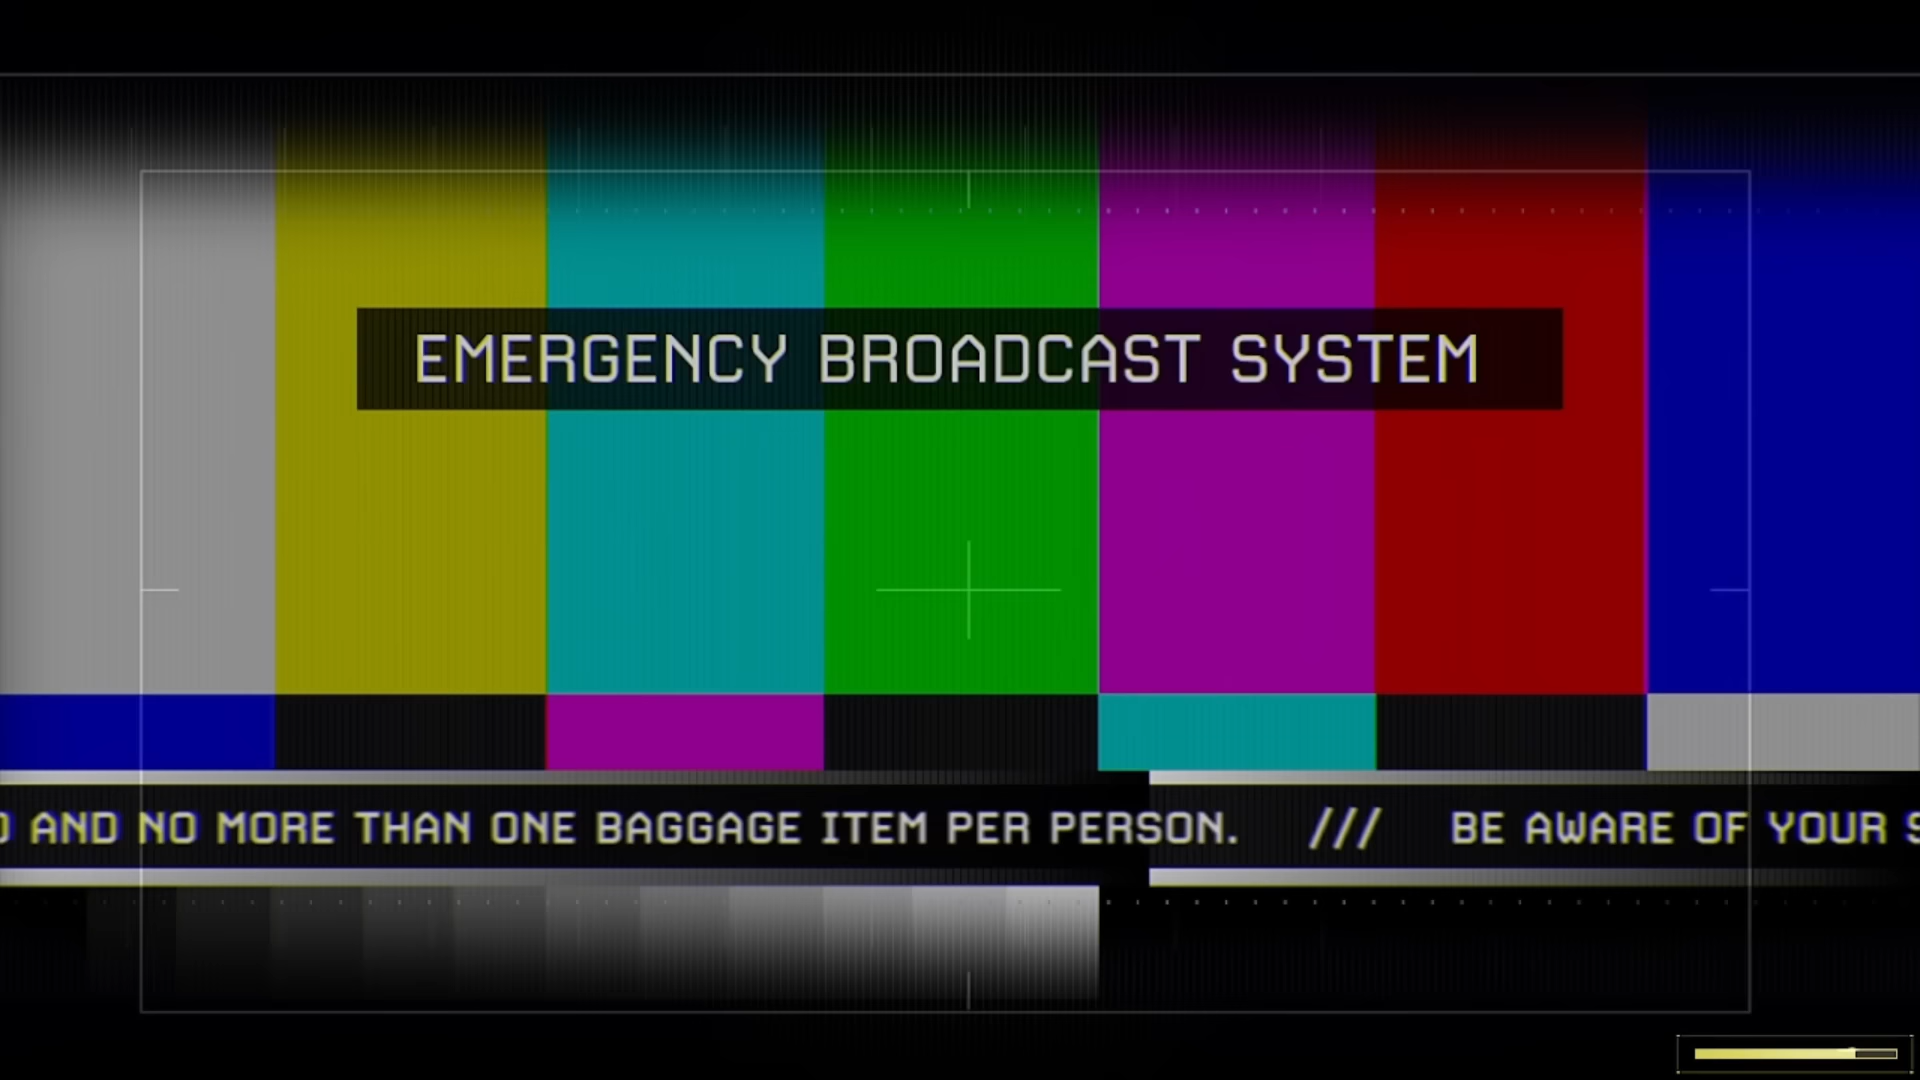 EMERGENCY BROADCAST SYSTEM
AND NO MORE THAN ONE BAGGAGE ITEM PER PERSON. /// BE AWARE OF YOUR